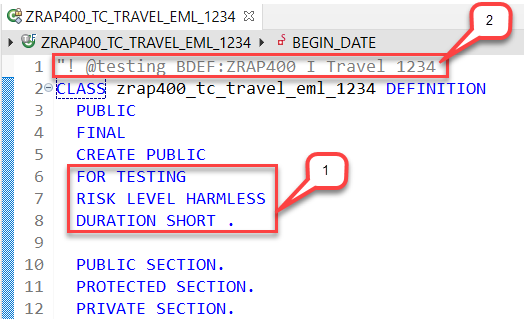 ZRAP400_TC_TRAVEL_EML_1234
2
ZRAP400_TC_TRAVEL_EML_1234 BEGIN_DATE
1 "! @testing BDEF:ZRAP400_I_Travel_1234
2 CLASS zrap400_tc_travel_eml_1234 DEFINITION
3 PUBLIC
4 FINAL
5 CREATE PUBLIC
1
6 FOR TESTING
7 RISK LEVEL HARMLESS
8 DURATION SHORT .
9
10 PUBLIC SECTION.
11 PROTECTED SECTION.
12 PRIVATE SECTION.